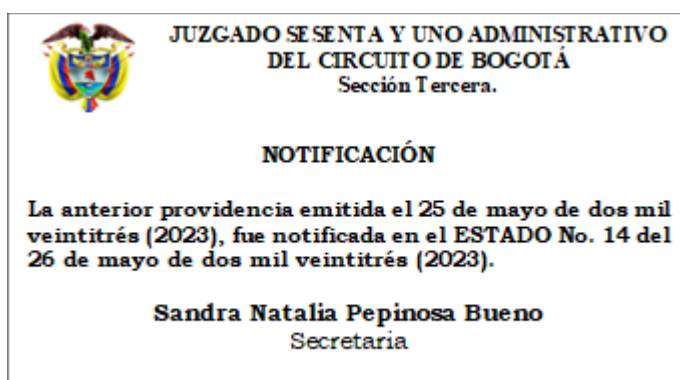 JUZGADO SESENTA Y UNO ADMINISTRATIVO
DEL CIRCUITO DE BOGOTÁ
Sección Tercera.
NOTIFICACIÓN
La anterior providencia emitida el 25 de mayo de dos mil
veintitrés (2023), fue notificada en el ESTADO No. 14 del
26 de mayo de dos mil veintitrés (2023).
Sandra Natalia Pepinosa Bueno
Secretaria